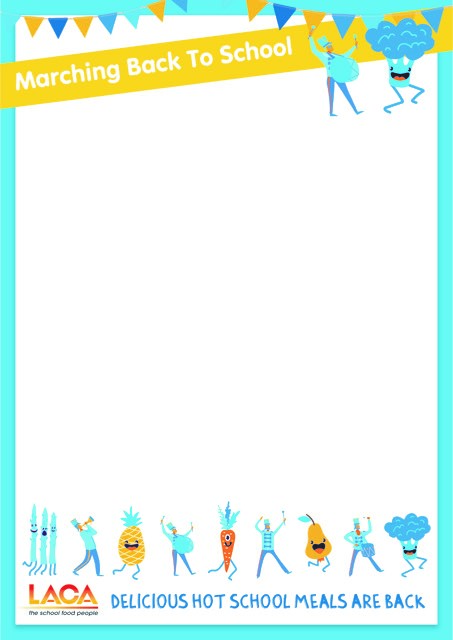 Marching Back To School
LACA
the school food people
DELICIOUS HOT SCHOOL MEALS ARE BACK